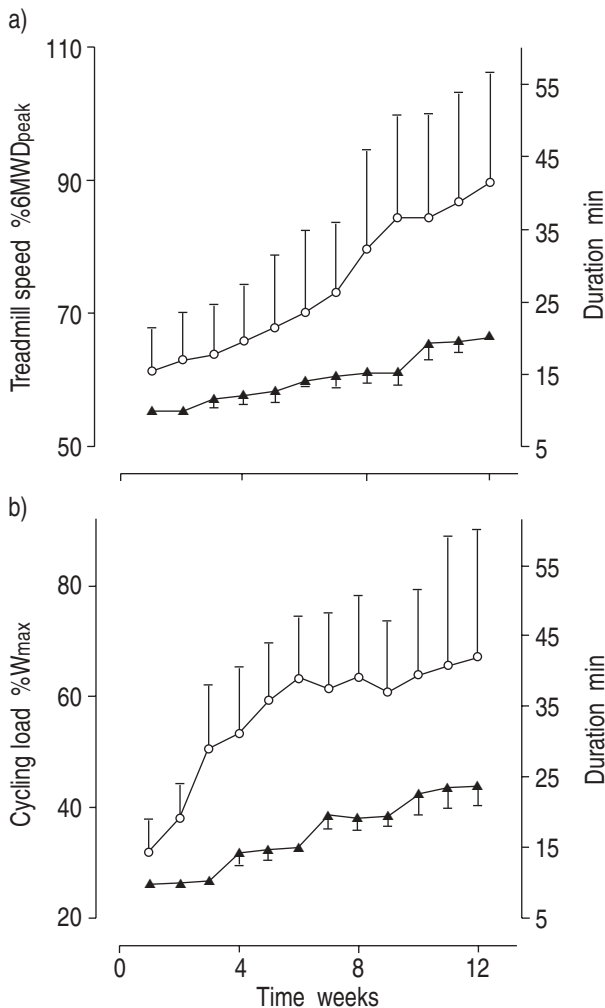 a)
110
90
70
50
Treadmill speed %6MWDpeak
55
45
35
25
15
5
Duration min
b)
80
60
40
20
Cycling load %Wmax
55
45
35
25
15
5
Duration min
0 4 8 12
Time weeks